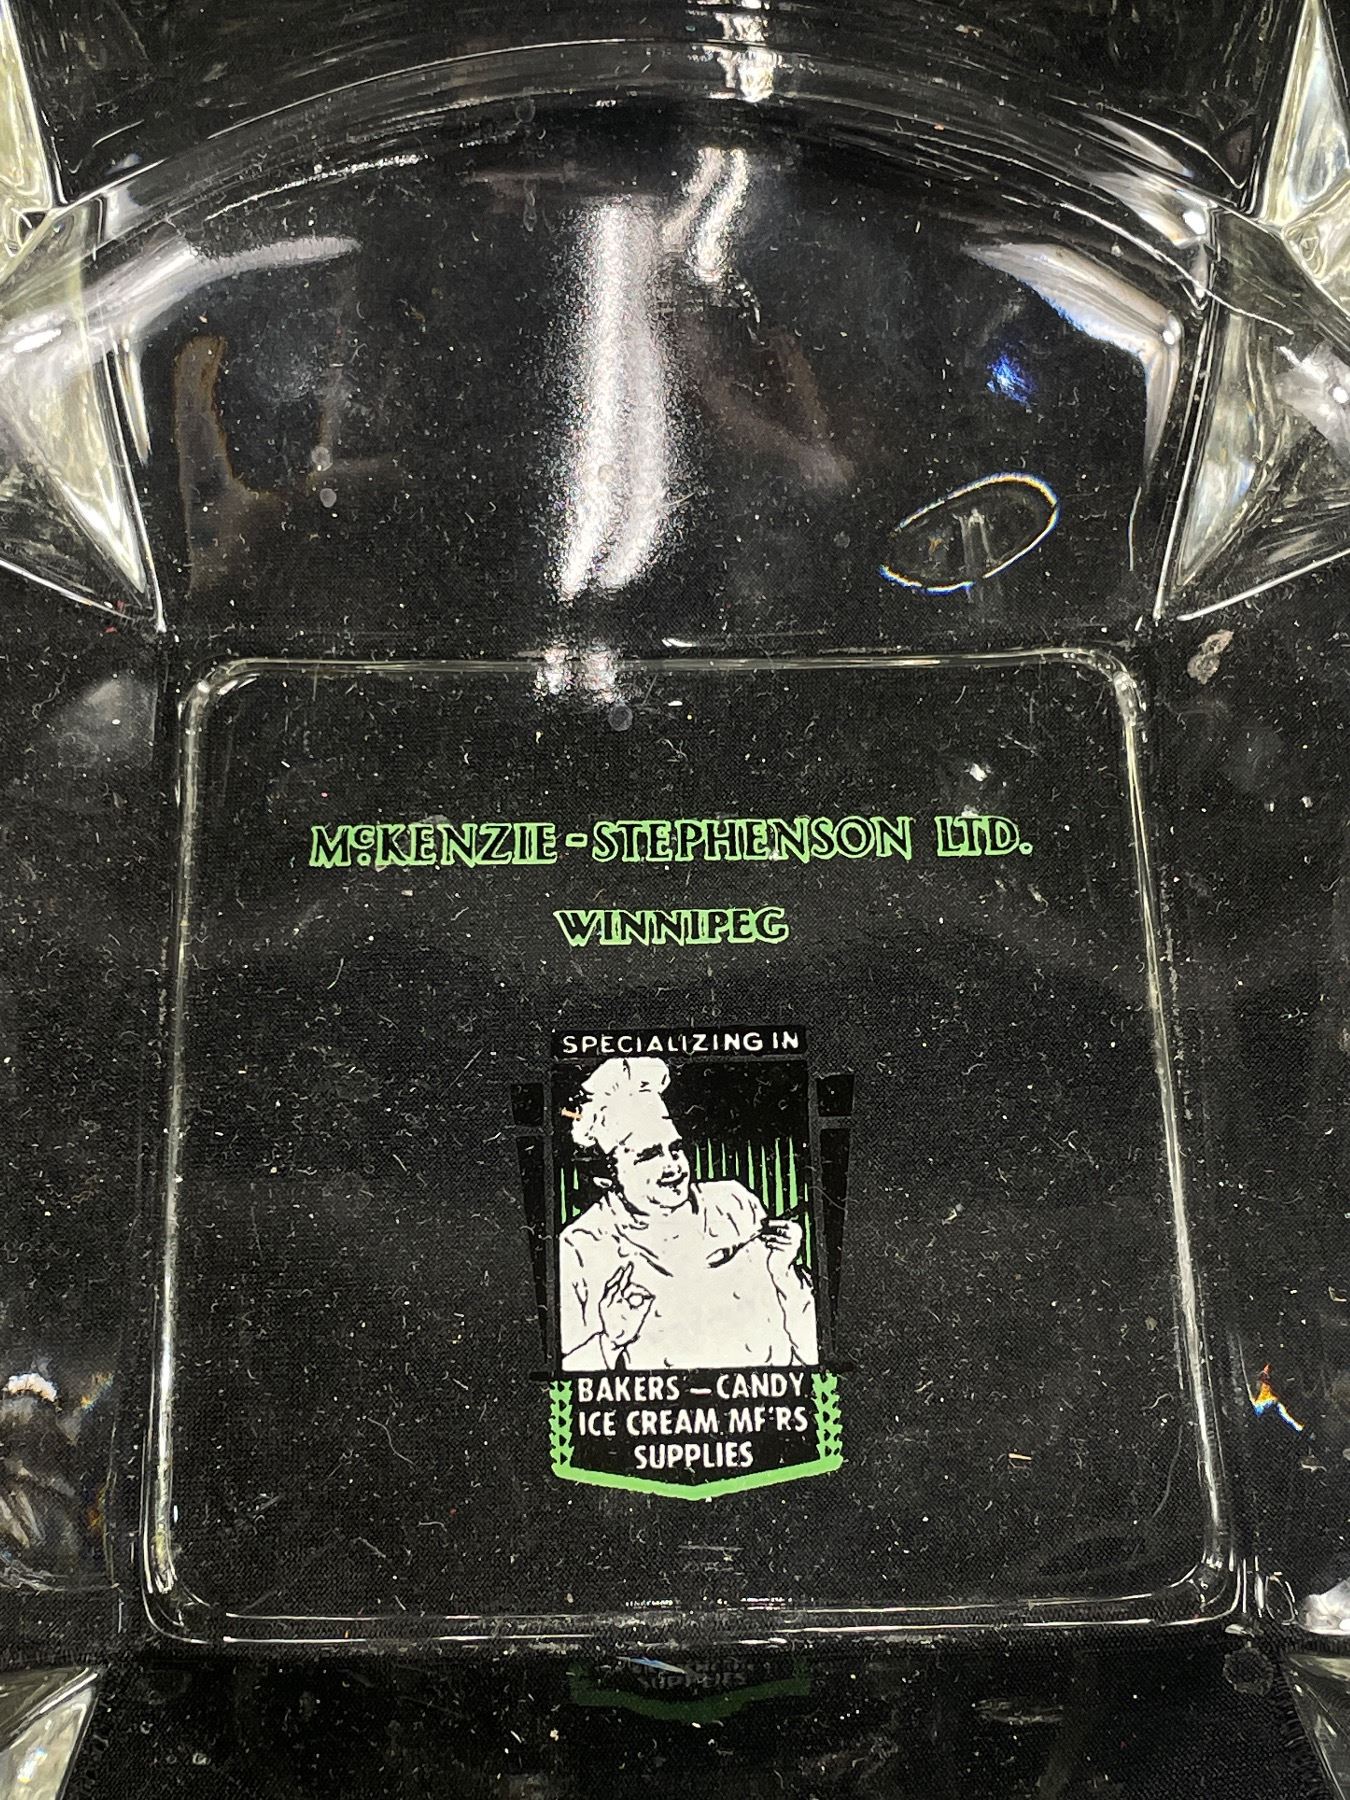 McKENZIE-STEPHENSON LTD.
WINNIPEG
SPECIALIZING IN
BAKERS — CANDY
ICE CREAM MF'RS
SUPPLIES